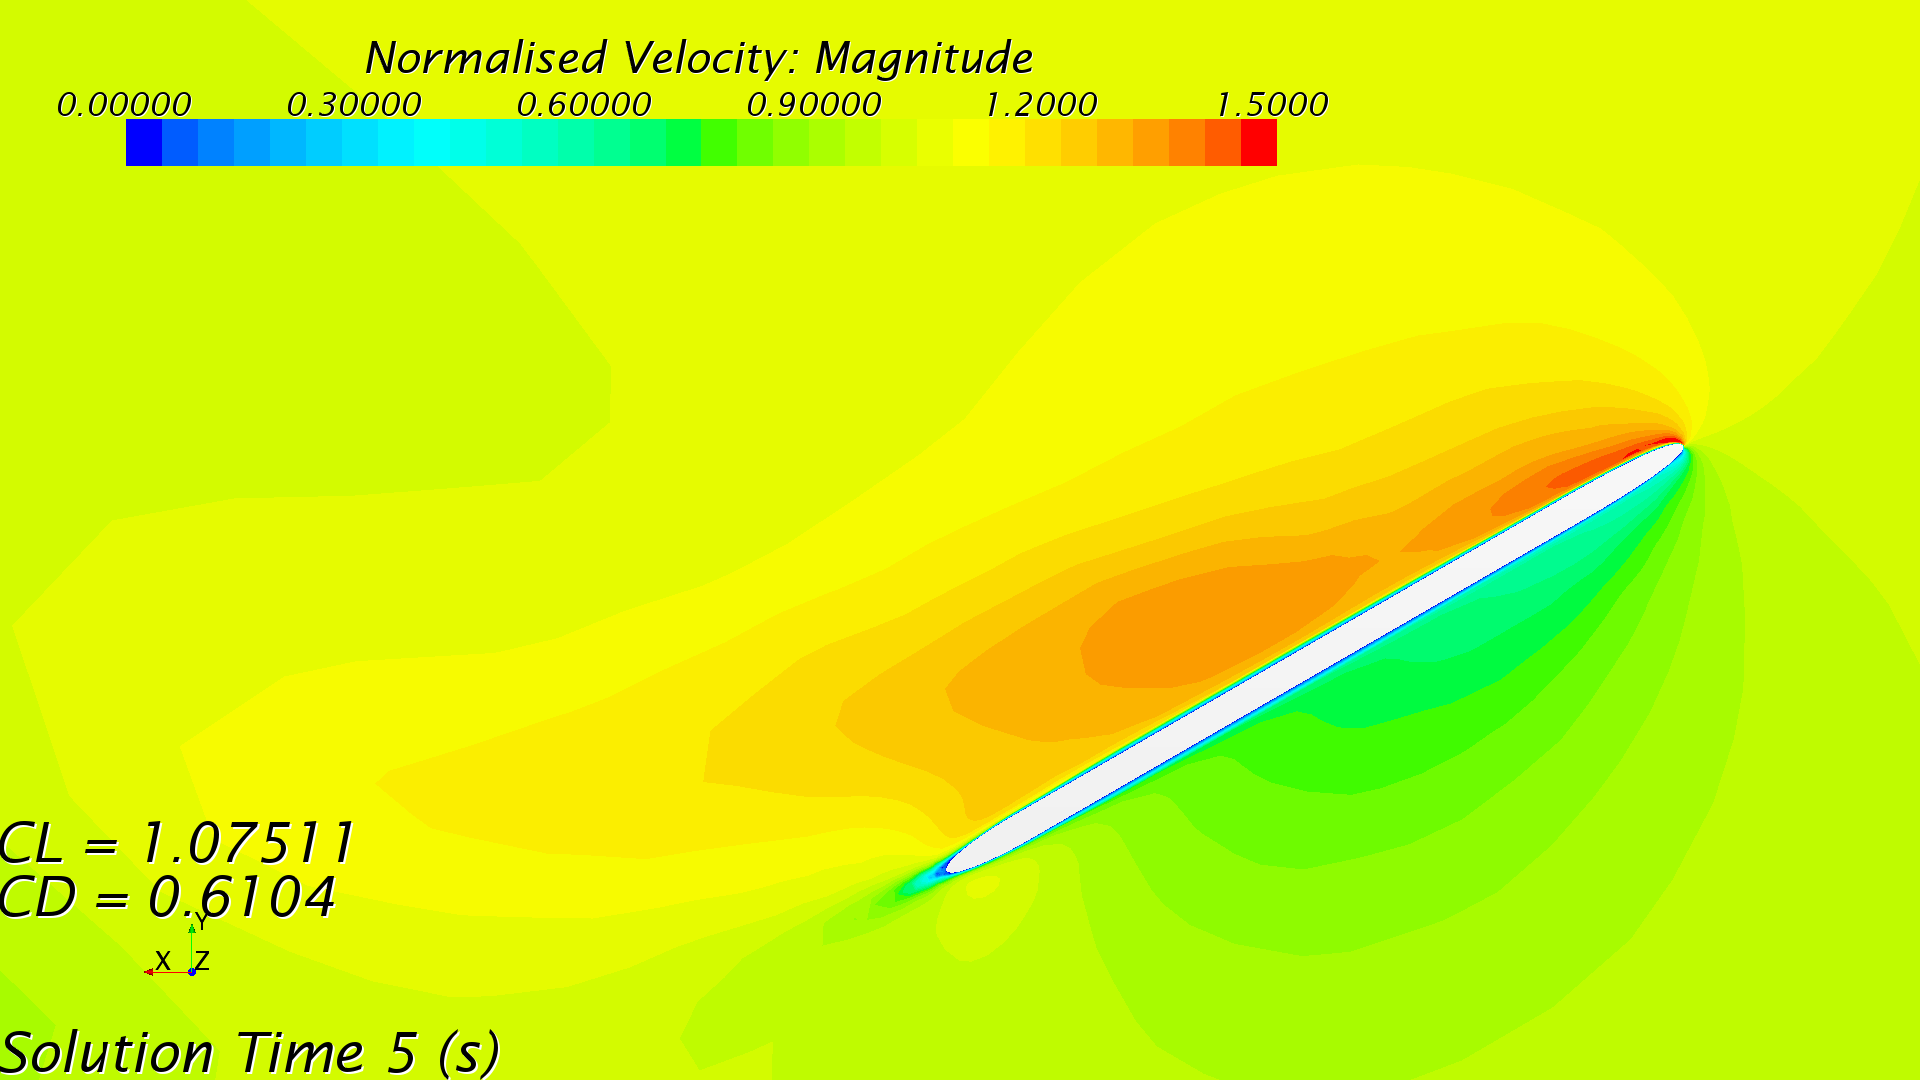 Normalised Velocity: Magnitude
0.00000 0.30000 0.60000 0.90000 1.2000 1.5000
CL = 1.07511
CD = 0.6104
Y
X Z
Solution Time 5 (s)